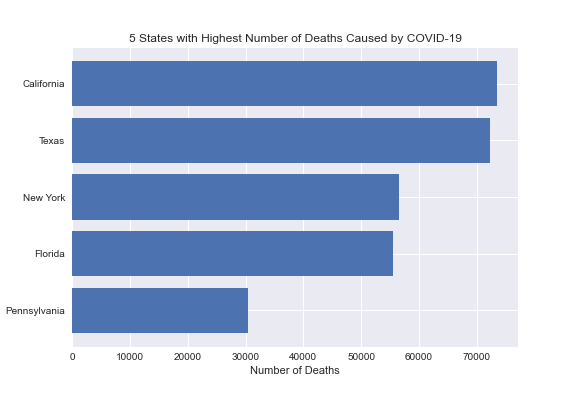 5 States with Highest Number of Deaths Caused by COVID-19
California
Texas
New York
Florida
Pennsylvania
0 10000 20000 30000 40000 50000 60000 70000
Number of Deaths